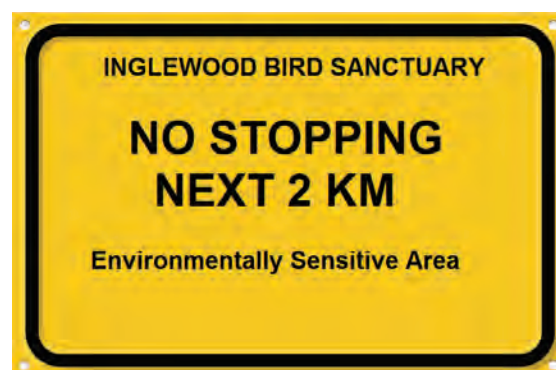 INGLEWOOD BIRD SANCTUARY
NO STOPPING
NEXT 2 KM
Environmentally Sensitive Area